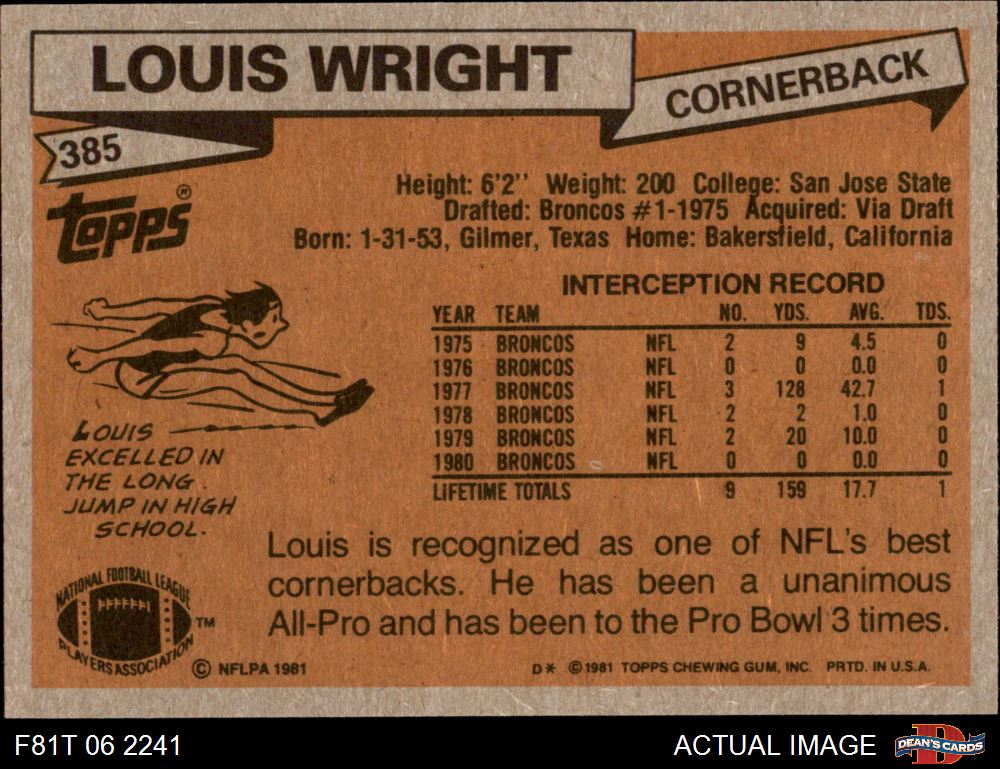 LOUIS WRIGHT
CORNERBACK
385
Topps®
Height: 6'2'' Weight: 200 College: San Jose State
Drafted: Broncos #1-1975 Acquired: Via Draft
Born: 1-31-53, Gilmer, Texas Home: Bakersfield, California
INTERCEPTION RECORD
YEAR TEAM NO. YDS. AVG. TDS.
1975 BRONCOS NFL 2 9 4.5 0
1976 BRONCOS NFL 0 0 0.0 0
1977 BRONCOS NFL 3 128 42.7 1
1978 BRONCOS NFL 2 2 1.0 0
1979 BRONCOS NFL 2 20 10.0 0
1980 BRONCOS NFL 0 0 0.0 0
LIFETIME TOTALS 9 159 17.7 1
LOUIS
EXCELLED IN
THE LONG
JUMP IN HIGH
SCHOOL.
Louis is recognized as one of NFL's best
cornerbacks. He has been a unanimous
All-Pro and has been to the Pro Bowl 3 times.
NATIONAL FOOTBALL LEAGUE
PLAYERS ASSOCIATION
TM
© NFLPA 1981
D* ©1981 TOPPS CHEWING GUM, INC. PRTD. IN U.S.A.
F81T 06 2241
ACTUAL IMAGE
D
DEAN'S CARDS